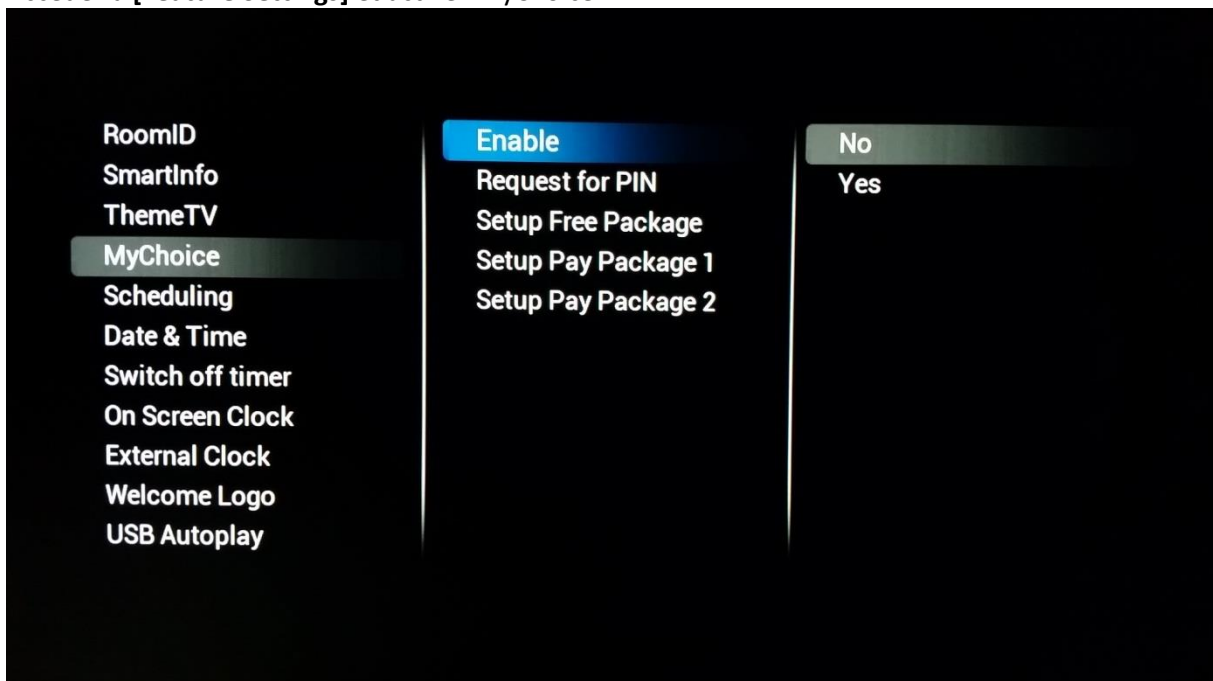 RoomID
SmartInfo
ThemeTV
MyChoice
Scheduling
Date & Time
Switch off timer
On Screen Clock
External Clock
Welcome Logo
USB Autoplay
Enable
Request for PIN
Setup Free Package
Setup Pay Package 1
Setup Pay Package 2
No
Yes